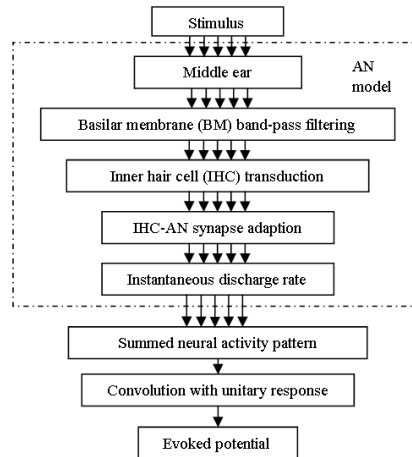 Stimulus
AN
model
Middle ear
Basilar membrane (BM) band-pass filtering
Inner hair cell (IHC) transduction
IHC-AN synapse adaption
Instantaneous discharge rate
Summed neural activity pattern
Convolution with unitary response
Evoked potential